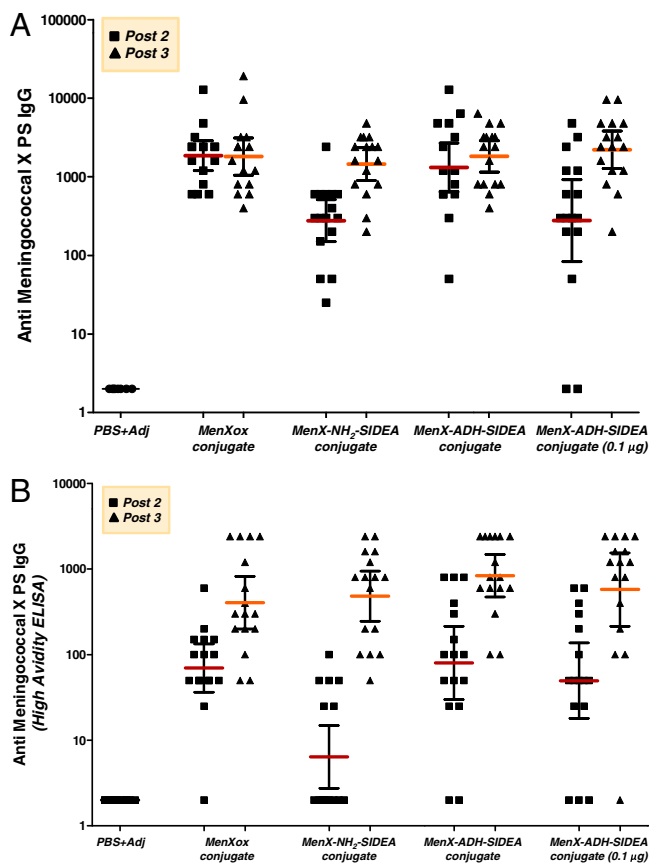 A
Post 2
Post 3
Anti Meningococcal X PS IgG
100000
10000
1000
100
10
1
PBS+Adj
MenXox
conjugate
MenX-NH₂-SIDEA
conjugate
MenX-ADH-SIDEA
conjugate
MenX-ADH-SIDEA
conjugate (0.1 µg)
B
Post 2
Post 3
Anti Meningococcal X PS IgG
(High Avidity ELISA)
10000
1000
100
10
1
PBS+Adj
MenXox
conjugate
MenX-NH₂-SIDEA
conjugate
MenX-ADH-SIDEA
conjugate
MenX-ADH-SIDEA
conjugate (0.1 µg)